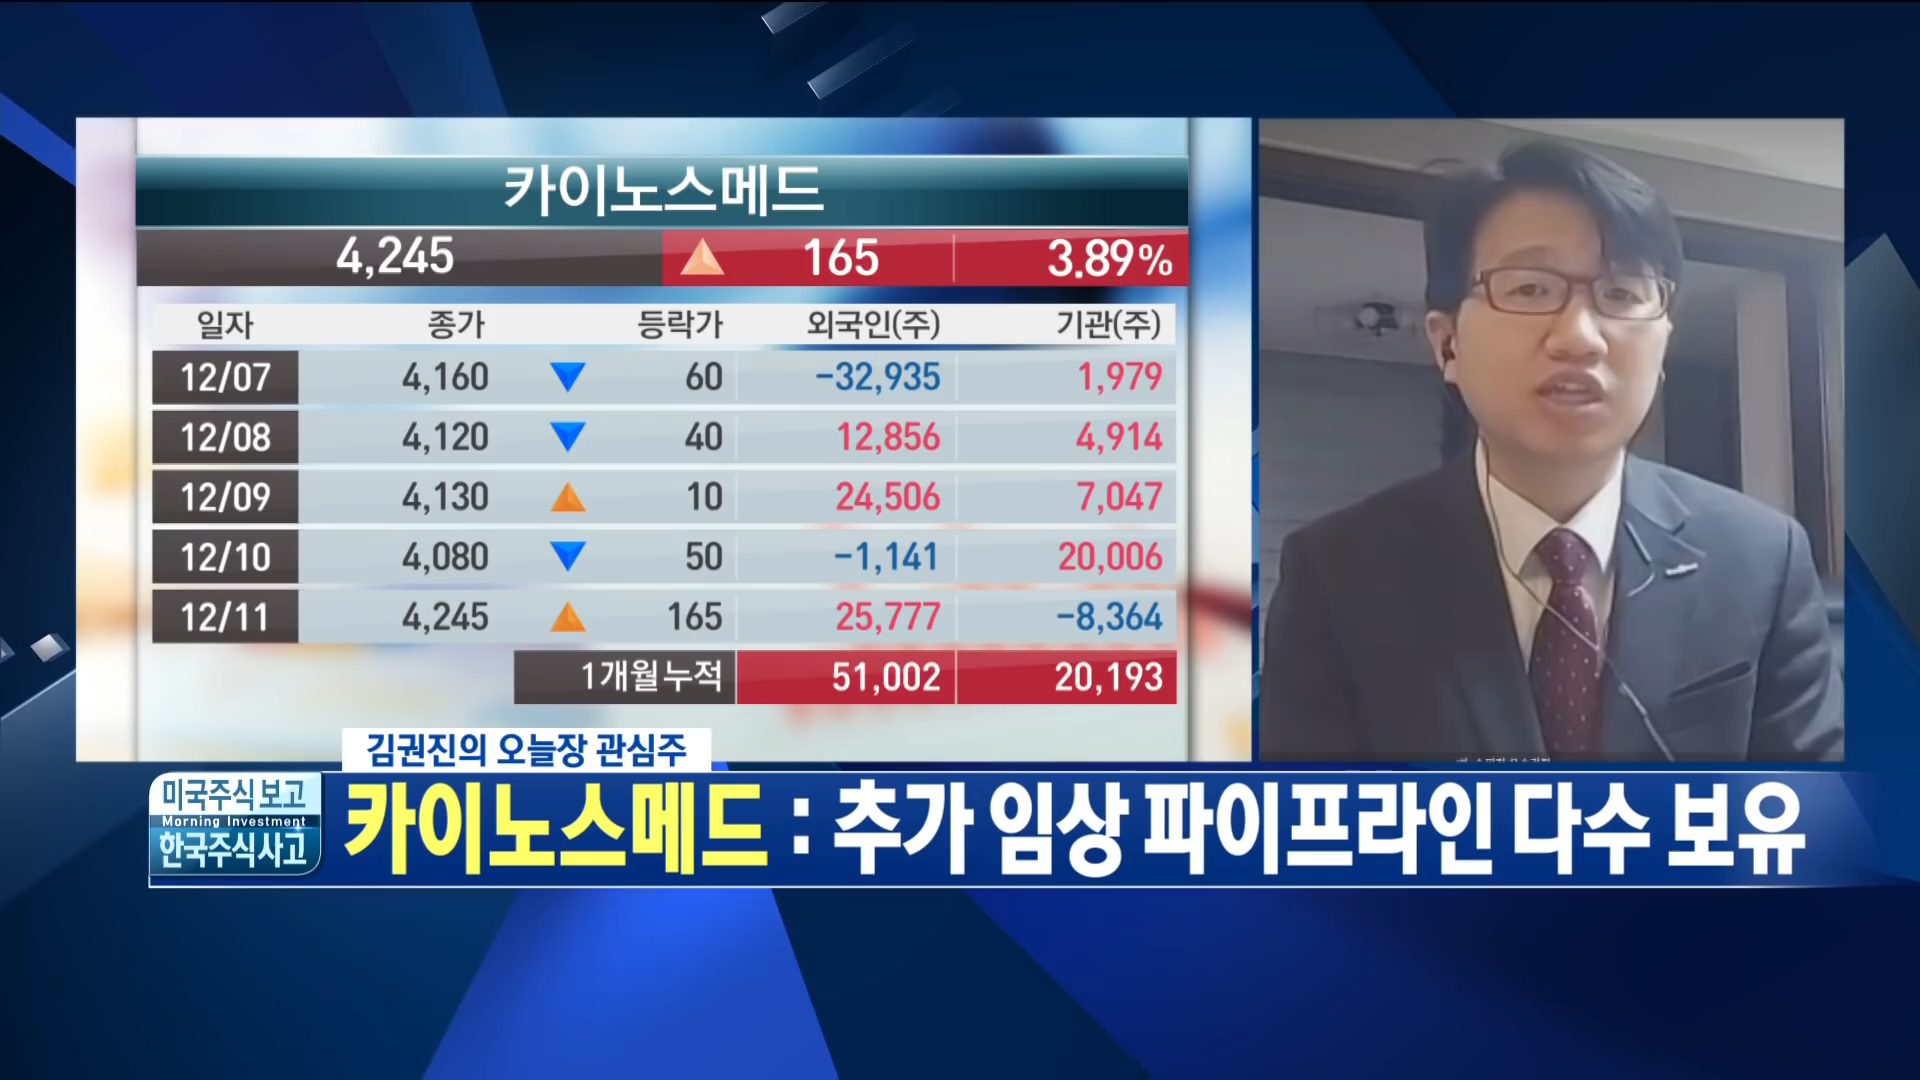 카이노스메드
4,245 ▲ 165 3.89%
일자 종가 등락가 외국인(주) 기관(주)
12/07 4,160 ▼ 60 -32,935 1,979
12/08 4,120 ▼ 40 12,856 4,914
12/09 4,130 ▲ 10 24,506 7,047
12/10 4,080 ▼ 50 -1,141 20,006
12/11 4,245 ▲ 165 25,777 -8,364
1개월누적 51,002 20,193
김권진의 오늘장 관심주
미국주식 보고
Morning Investment
한국주식 사고
카이노스메드 : 추가 임상 파이프라인 다수 보유